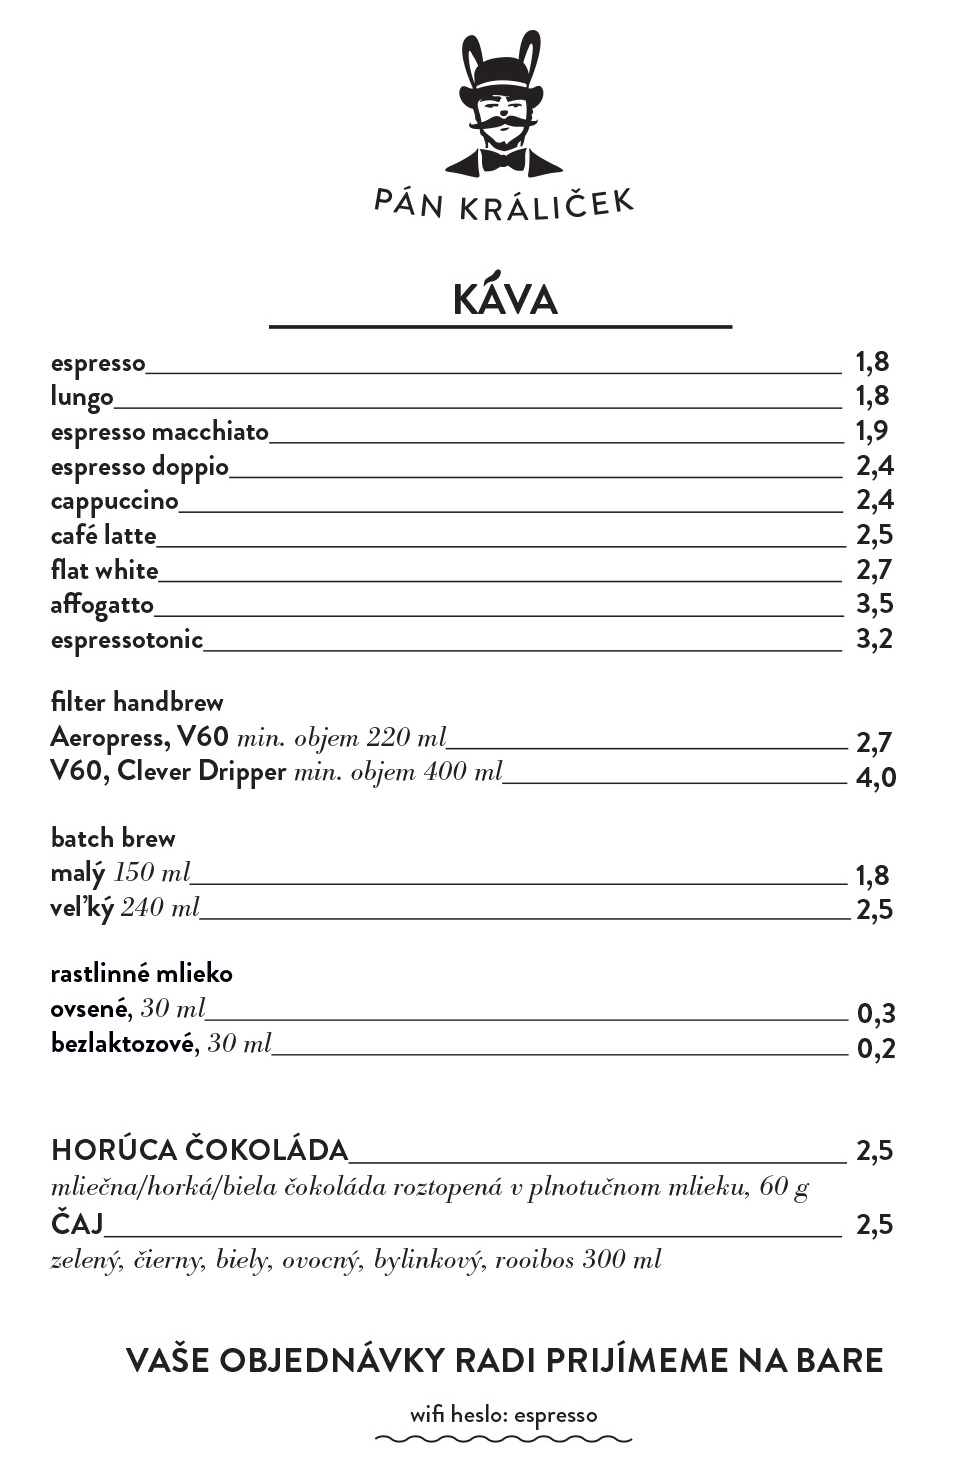 PÁN KRÁLIČEK
KÁVA
espresso 1,8
lungo 1,8
espresso macchiato 1,9
espresso doppio 2,4
cappuccino 2,4
café latte 2,5
flat white 2,7
affogatto 3,5
espressotonic 3,2
filter handbrew
Aeropress, V60 min. objem 220 ml 2,7
V60, Clever Dripper min. objem 400 ml 4,0
batch brew
malý 150 ml 1,8
veľký 240 ml 2,5
rastlinné mlieko
ovsené, 30 ml 0,3
bezlaktozové, 30 ml 0,2
HORÚCA ČOKOLÁDA 2,5
mliečna/horká/biela čokoláda roztopená v plnotučnom mlieku, 60 g
ČAJ 2,5
zelený, čierny, biely, ovocný, bylinkový, rooibos 300 ml
VAŠE OBJEDNÁVKY RADI PRIJÍMEME NA BARE
wifi heslo: espresso